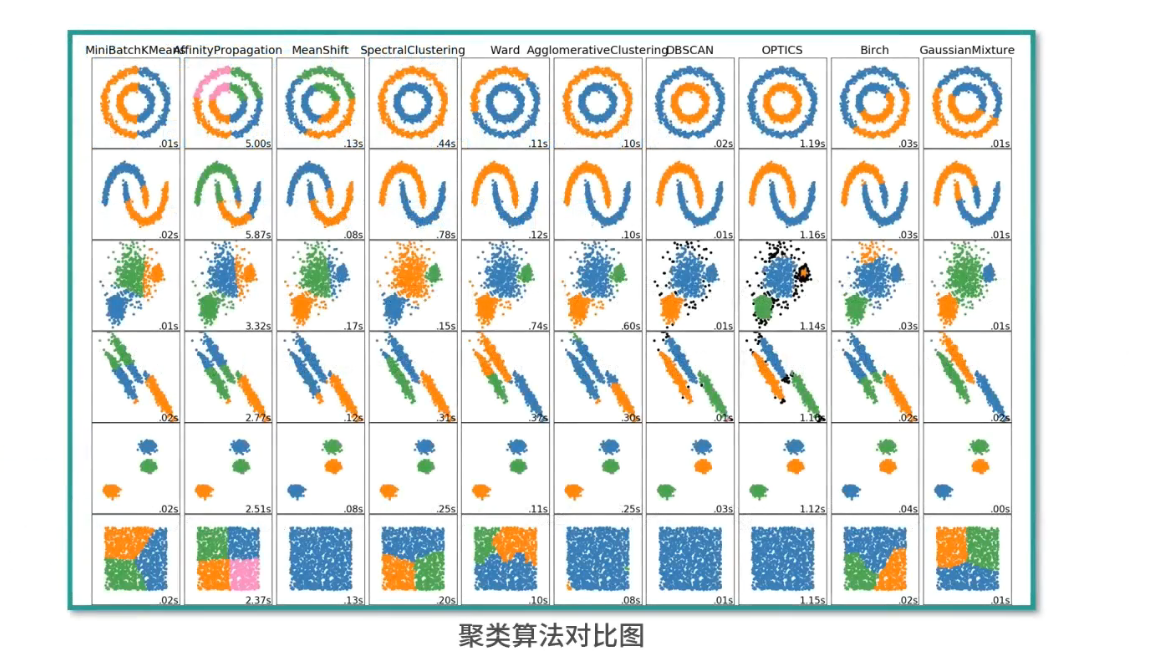 MiniBatchKMeans AffinityPropagation MeanShift SpectralClustering Ward AgglomerativeClustering DBSCAN OPTICS Birch GaussianMixture
.01s 5.00s .13s .44s .11s .10s .02s 1.19s .03s .01s
.02s 5.87s .08s .78s .12s .10s .01s 1.16s .03s .01s
.01s 3.32s .17s .15s .74s .60s .01s 1.14s .03s .01s
.02s 2.77s .12s .31s .37s .30s .01s .02s .02s
.02s 2.51s .08s .25s .11s .25s .03s 1.12s .04s .00s
.02s 2.37s .13s .20s .10s .08s .01s 1.15s .02s .01s
聚类算法对比图